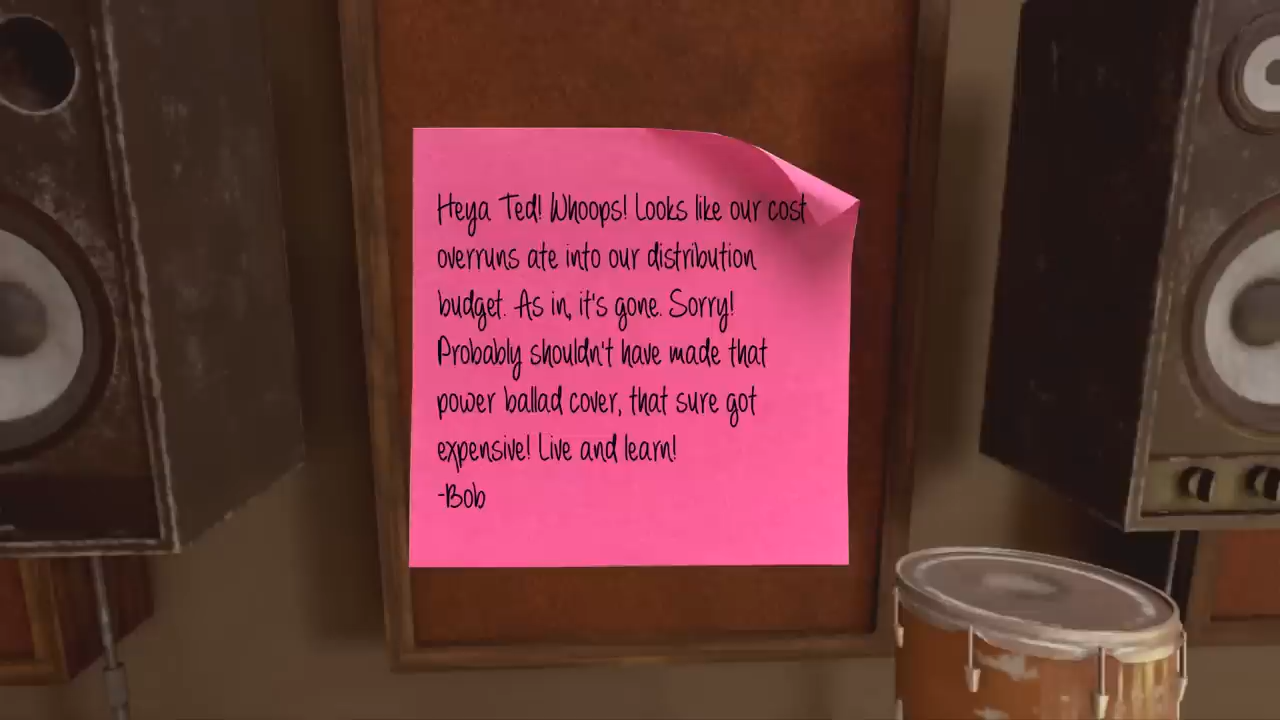 Heya Ted! Whoops! Looks like our cost
overruns ate into our distribution
budget. As in, it's gone. Sorry!
Probably shouldn't have made that
power ballad cover, that sure got
expensive! Live and learn!
-Bob